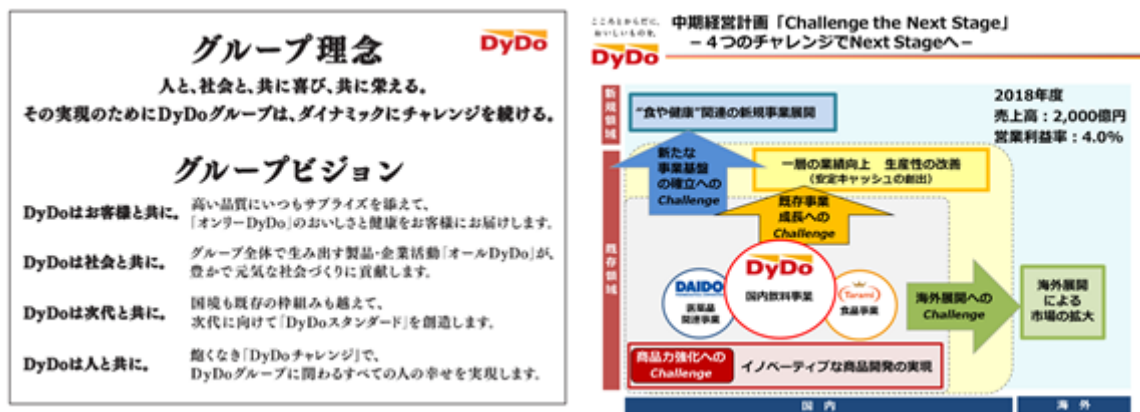 グループ理念
DyDo
人と、社会と、共に喜び、共に栄える。
その実現のためにDyDoグループは、ダイナミックにチャレンジを続ける。
グループビジョン
DyDoはお客様と共に。
高い品質にいつもサプライズを添えて、
「オンリーDyDo」のおいしさと健康をお客様にお届けします。
DyDoは社会と共に。
グループ全体で生み出す製品・企業活動「オールDyDo」が、
豊かで元気な社会づくりに貢献します。
DyDoは次代と共に。
国境も既存の枠組みも越えて、
次代に向けて「DyDoスタンダード」を創造します。
DyDoは人と共に。
飽くなき「DyDoチャレンジ」で、
DyDoグループに関わるすべての人の幸せを実現します。
こころとからだに、
おいしいものを。
DyDo
中期経営計画「Challenge the Next Stage」
－４つのチャレンジでNext Stageへ－
新規領域
“食や健康”関連の新規事業展開
2018年度
売上高：2,000億円
営業利益率：4.0%
新たな
事業基盤
の確立への
Challenge
一層の業績向上　生産性の改善
（安定キャッシュの創出）
既存事業
成長への
Challenge
既存領域
DyDo
国内飲料事業
DAIDO
医薬品
関連事業
Tarami
食品事業
海外展開への
Challenge
海外展開
による
市場の拡大
商品力強化への
Challenge
イノベーティブな商品開発の実現
国内
海外